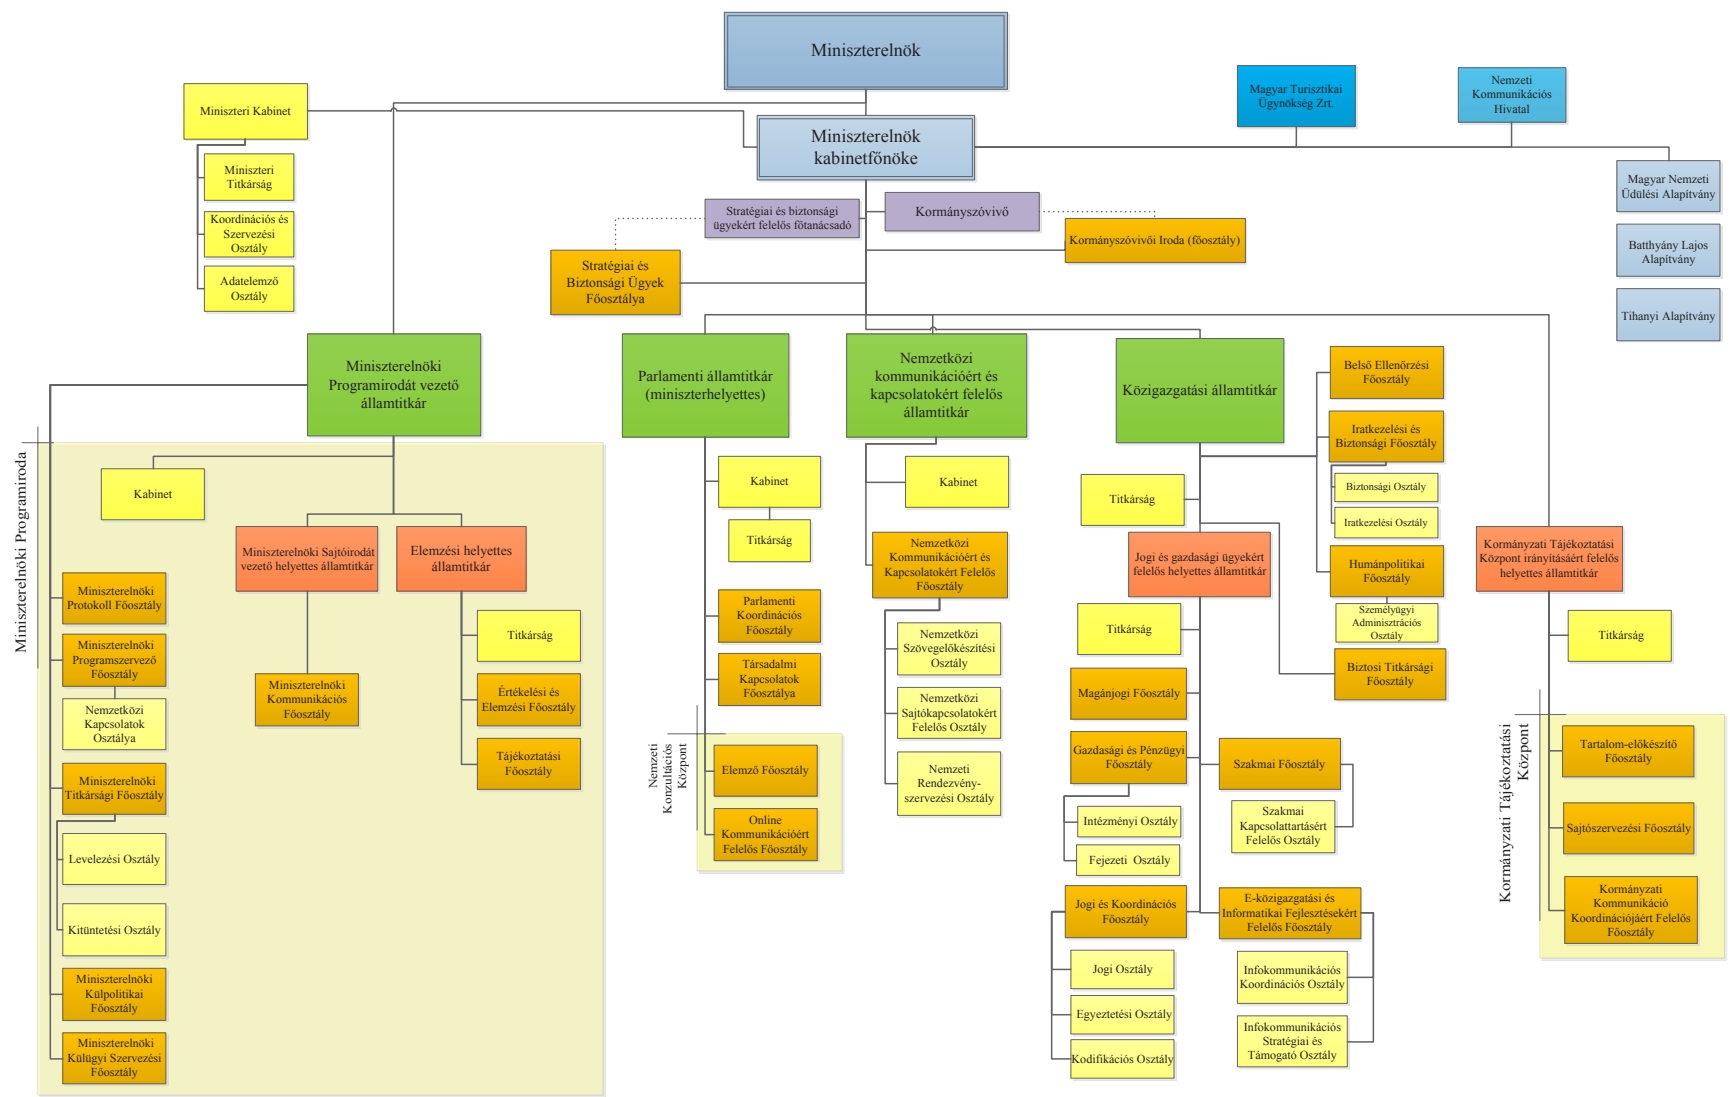 Miniszterelnök
Miniszterelnök
kabinetfőnöke
Magyar Turisztikai
Ügynökség Zrt.
Nemzeti
Kommunikációs
Hivatal
Magyar Nemzeti
Üdülési Alapítvány
Batthyány Lajos
Alapítvány
Tihanyi Alapítvány
Miniszteri Kabinet
Miniszteri
Titkárság
Koordinációs és
Szervezési
Osztály
Adatelemző
Osztály
Stratégiai és biztonsági
ügyekért felelős főtanácsadó
Kormányszóvivő
Kormányszóvivői Iroda (főosztály)
Stratégiai és
Biztonsági Ügyek
Főosztálya
Miniszterelnöki
Programirodát vezető
államtitkár
Miniszterelnöki Programiroda
Kabinet
Miniszterelnöki Sajtóirodát
vezető helyettes államtitkár
Elemzési helyettes
államtitkár
Miniszterelnöki
Protokoll Főosztály
Miniszterelnöki
Programszervező
Főosztály
Nemzetközi
Kapcsolatok
Osztálya
Miniszterelnöki
Titkársági Főosztály
Levelezési Osztály
Kitüntetési Osztály
Miniszterelnöki
Külpolitikai
Főosztály
Miniszterelnöki
Külügyi Szervezési
Főosztály
Miniszterelnöki
Kommunikációs
Főosztály
Titkárság
Értékelési és
Elemzési Főosztály
Tájékoztatási
Főosztály
Parlamenti államtitkár
(miniszterhelyettes)
Kabinet
Titkárság
Parlamenti
Koordinációs
Főosztály
Társadalmi
Kapcsolatok
Főosztálya
Nemzeti
Konzultációs
Központ
Elemző Főosztály
Online
Kommunikációért
Felelős Főosztály
Nemzetközi
kommunikációért és
kapcsolatokért felelős
államtitkár
Kabinet
Nemzetközi
Kommunikációért és
Kapcsolatokért Felelős
Főosztály
Nemzetközi
Szövegelőkészítési
Osztály
Nemzetközi
Sajtókapcsolatokért
Felelős Osztály
Nemzeti
Rendezvény-
szervezési Osztály
Közigazgatási államtitkár
Titkárság
Belső Ellenőrzési
Főosztály
Iratkezelési és
Biztonsági Főosztály
Biztonsági Osztály
Iratkezelési Osztály
Humánpolitikai
Főosztály
Személyügyi
Adminisztrációs
Osztály
Biztosi Titkársági
Főosztály
Jogi és gazdasági ügyekért
felelős helyettes államtitkár
Titkárság
Magánjogi Főosztály
Gazdasági és Pénzügyi
Főosztály
Intézményi Osztály
Fejezeti Osztály
Szakmai Főosztály
Szakmai
Kapcsolattartásért
Felelős Osztály
Jogi és Koordinációs
Főosztály
Jogi Osztály
Egyeztetési Osztály
Kodifikációs Osztály
E-közigazgatási és
Informatikai Fejlesztésekért
Felelős Főosztály
Infokommunikációs
Koordinációs Osztály
Infokommunikációs
Stratégiai és
Támogató Osztály
Kormányzati Tájékoztatási
Központ irányításáért felelős
helyettes államtitkár
Titkárság
Kormányzati Tájékoztatási
Központ
Tartalom-előkészítő
Főosztály
Sajtószervezési Főosztály
Kormányzati
Kommunikáció
Koordinációjáért Felelős
Főosztály